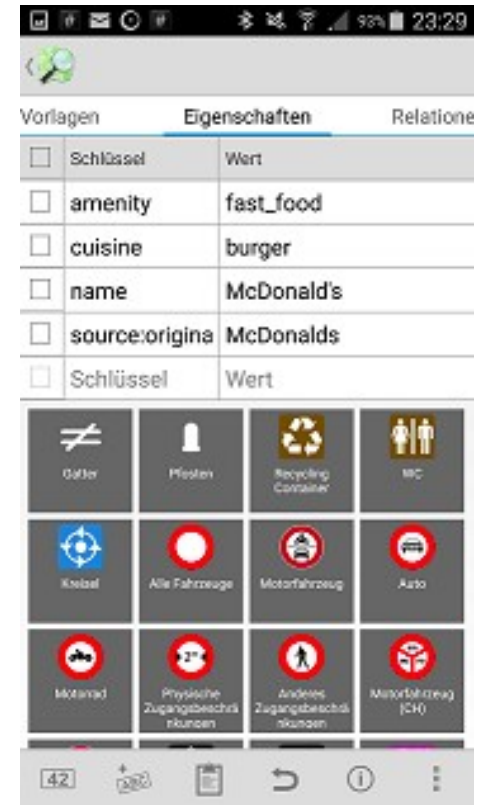 93% 23:29
Vorlagen Eigenschaften Relatione
Schlüssel Wert
amenity fast_food
cuisine burger
name McDonald's
source:origina McDonalds
Schlüssel Wert
Gatter Pfosten Recycling Container WC
Kreisel Alle Fahrzeuge Motorfahrzeug Auto
Motorrad Physische Zugangsbeschrä nkungen Anderes Zugangsbeschrä nkungen Motorfahrzeug (CH)
42